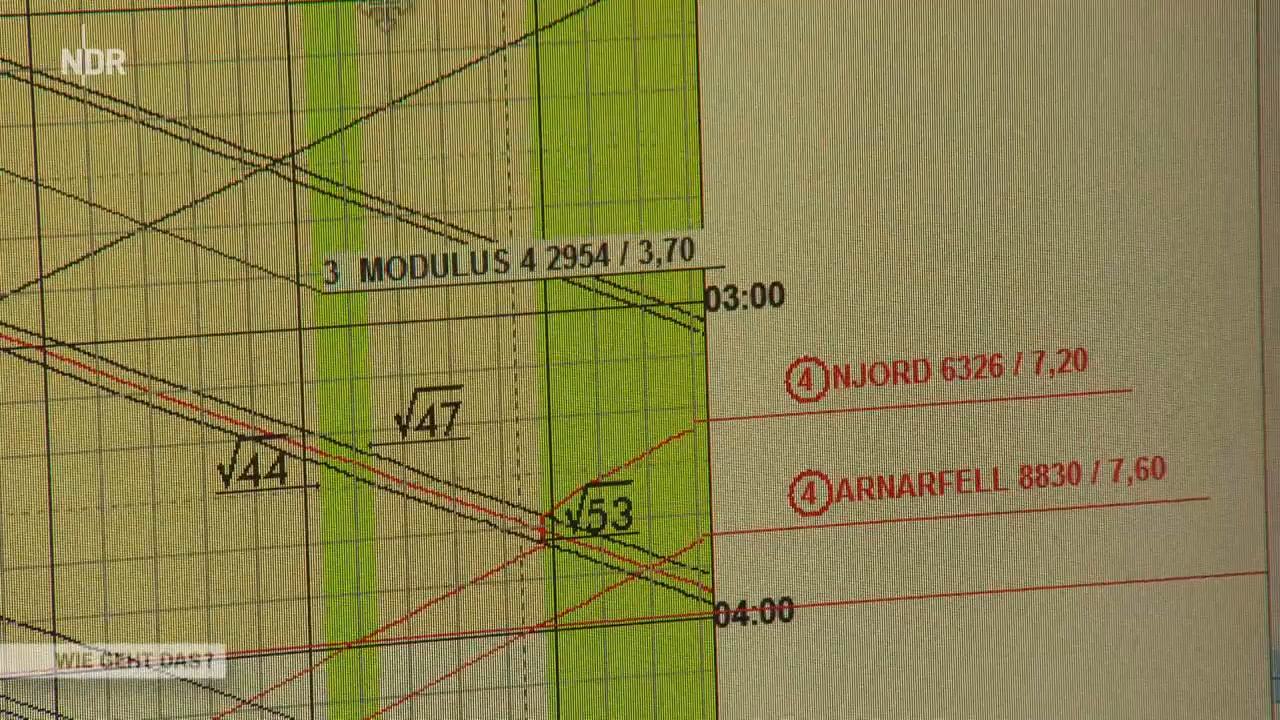 NDR
3 MODULUS 4 2954 / 3,70
03:00
4 NJORD 6326 / 7,20
√47
√44
4 ARNARFELL 8830 / 7,60
√53
04:00
WIE GEHT DAS?